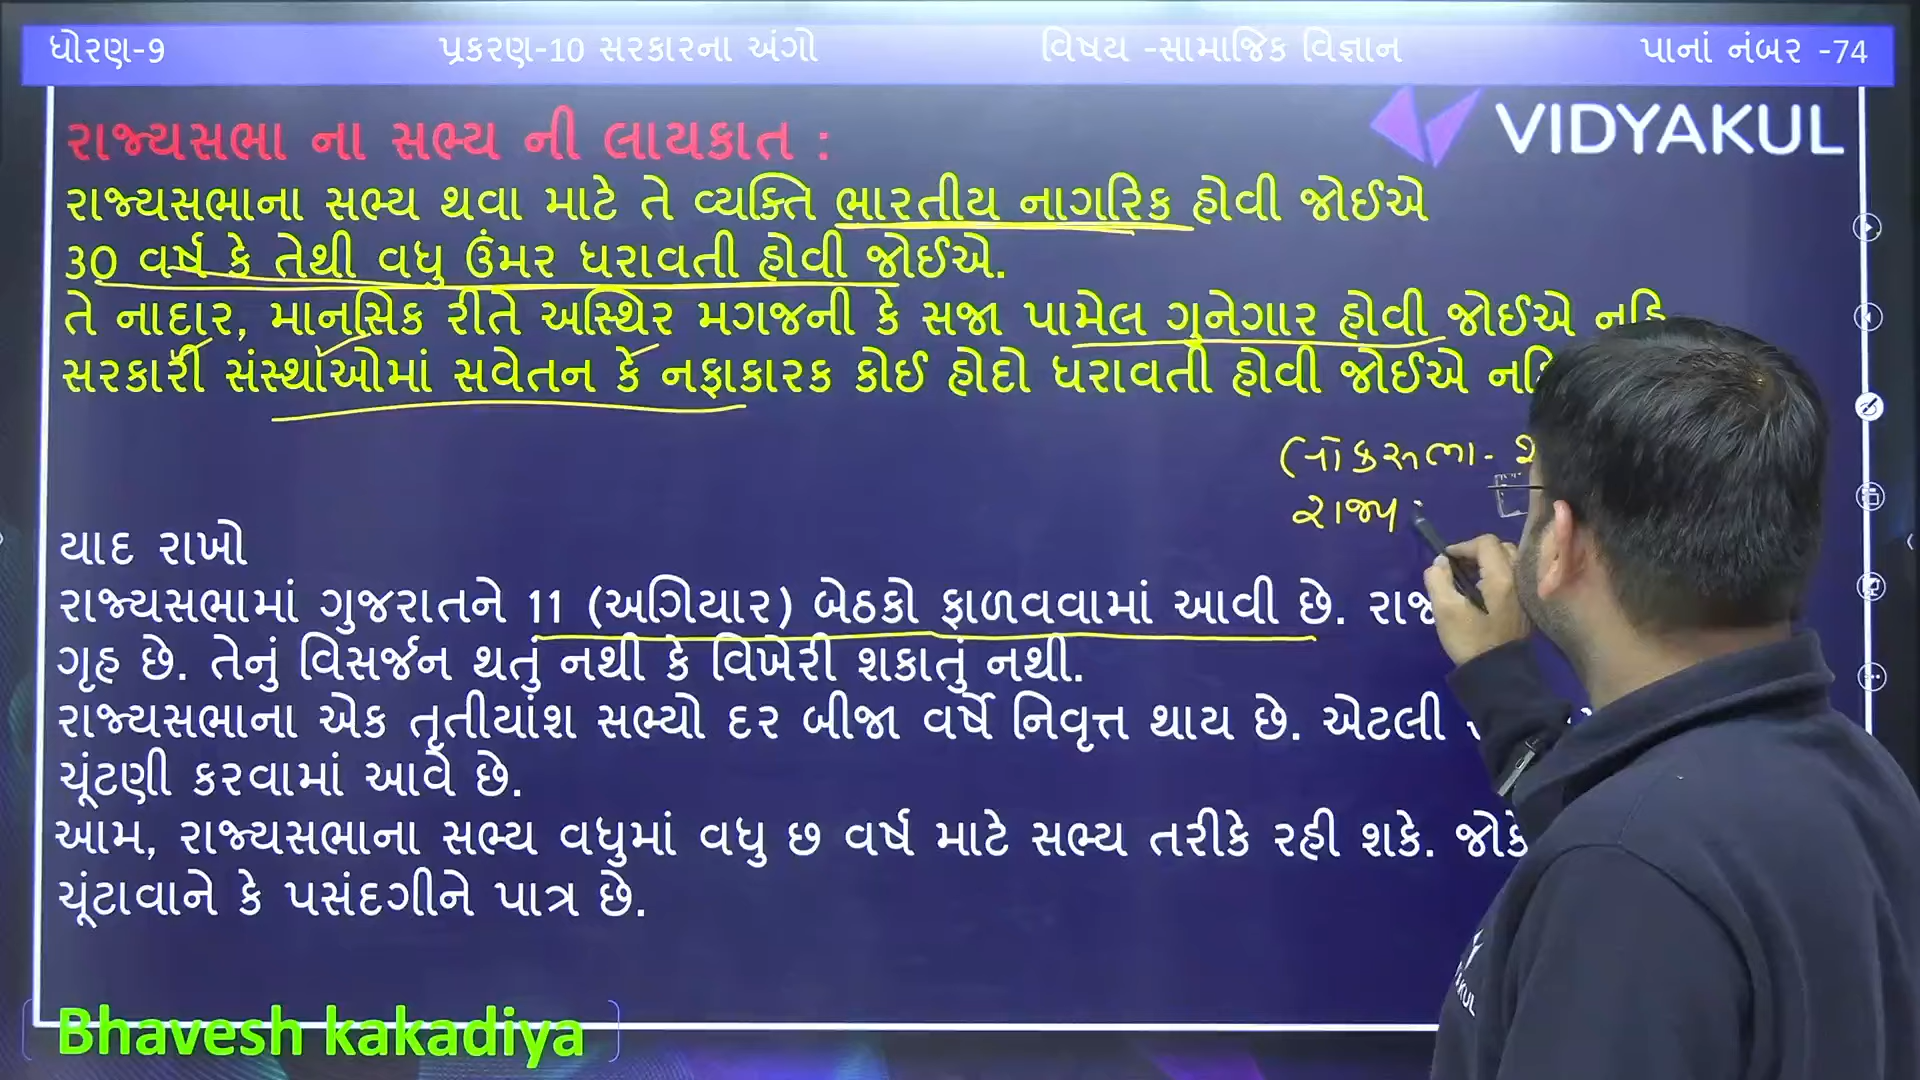 ધોરણ-9 પ્રકરણ-10 સરકારના અંગો વિષય -સામાજિક વિજ્ઞાન પાનાં નંબર -74
VIDYAKUL
રાજ્યસભા ના સભ્ય ની લાયકાત :
રાજ્યસભાના સભ્ય થવા માટે તે વ્યક્તિ ભારતીય નાગરિક હોવી જોઈએ
30 વર્ષ કે તેથી વધુ ઉંમર ધરાવતી હોવી જોઈએ.
તે નાદાર, માનસિક રીતે અસ્થિર મગજની કે સજા પામેલ ગુનેગાર હોવી જોઈએ નહિ
સરકારી સંસ્થાઓમાં સવેતન કે નફાકારક કોઈ હોદો ધરાવતી હોવી જોઈએ
લોકસભા -
રાજ્ય
યાદ રાખો
રાજ્યસભામાં ગુજરાતને 11 (અગિયાર) બેઠકો ફાળવવામાં આવી છે.
ગૃહ છે. તેનું વિસર્જન થતું નથી કે વિખેરી શકાતું નથી.
રાજ્યસભાના એક તૃતીયાંશ સભ્યો દર બીજા વર્ષે નિવૃત્ત થાય છે. એટલી
ચૂંટણી કરવામાં આવે છે.
આમ, રાજ્યસભાના સભ્ય વધુમાં વધુ છ વર્ષ માટે સભ્ય તરીકે રહી શકે. જોકે
ચૂંટાવાને કે પસંદગીને પાત્ર છે.
Bhavesh kakadiya